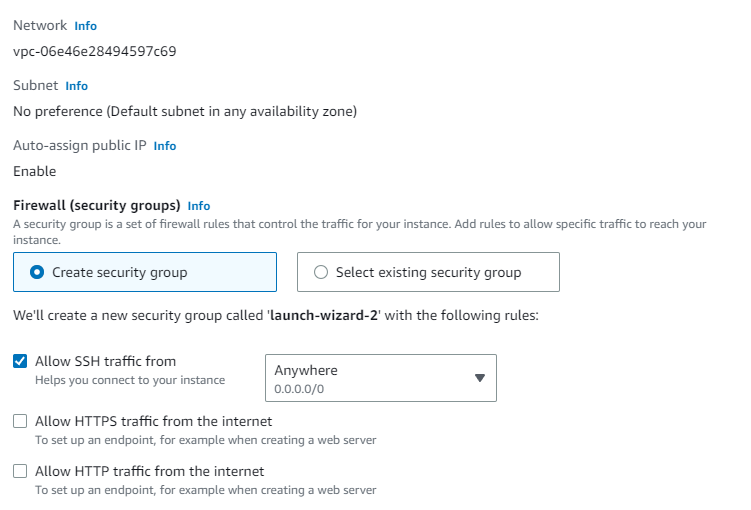 Network Info
vpc-06e46e28494597c69
Subnet Info
No preference (Default subnet in any availability zone)
Auto-assign public IP Info
Enable
Firewall (security groups) Info
A security group is a set of firewall rules that control the traffic for your instance. Add rules to allow specific traffic to reach your
instance.
Create security group
Select existing security group
We'll create a new security group called 'launch-wizard-2' with the following rules:
Allow SSH traffic from
Helps you connect to your instance
Anywhere
0.0.0.0/0
Allow HTTPS traffic from the internet
To set up an endpoint, for example when creating a web server
Allow HTTP traffic from the internet
To set up an endpoint, for example when creating a web server